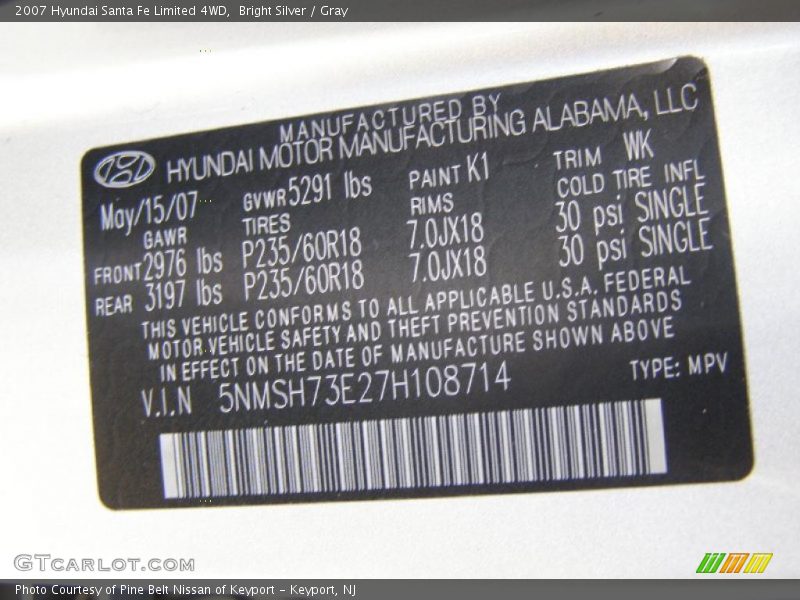 2007 Hyundai Santa Fe Limited 4WD,  Bright Silver / Gray
MANUFACTURED BY
HYUNDAI MOTOR MANUFACTURING ALABAMA, LLC
May/15/07 GVWR 5291 lbs PAINT K1 TRIM WK
GAWR TIRES RIMS COLD TIRE INFL
FRONT 2976 lbs P235/60R18 7.0JX18 30 psi SINGLE
REAR 3197 lbs P235/60R18 7.0JX18 30 psi SINGLE
THIS VEHICLE CONFORMS TO ALL APPLICABLE U.S.A. FEDERAL
MOTOR VEHICLE SAFETY AND THEFT PREVENTION STANDARDS
IN EFFECT ON THE DATE OF MANUFACTURE SHOWN ABOVE
V.I.N 5NMSH73E27H108714 TYPE: MPV
GTCARLOT.COM
Photo Courtesy of Pine Belt Nissan of Keyport - Keyport, NJ